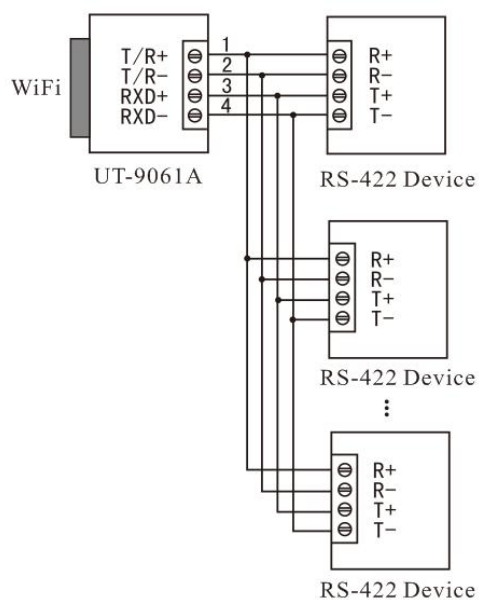 WiFi
T/R+ 1 R+
T/R- 2 R-
RXD+ 3 T+
RXD- 4 T-
UT-9061A
RS-422 Device
R+
R-
T+
T-
RS-422 Device
R+
R-
T+
T-
RS-422 Device